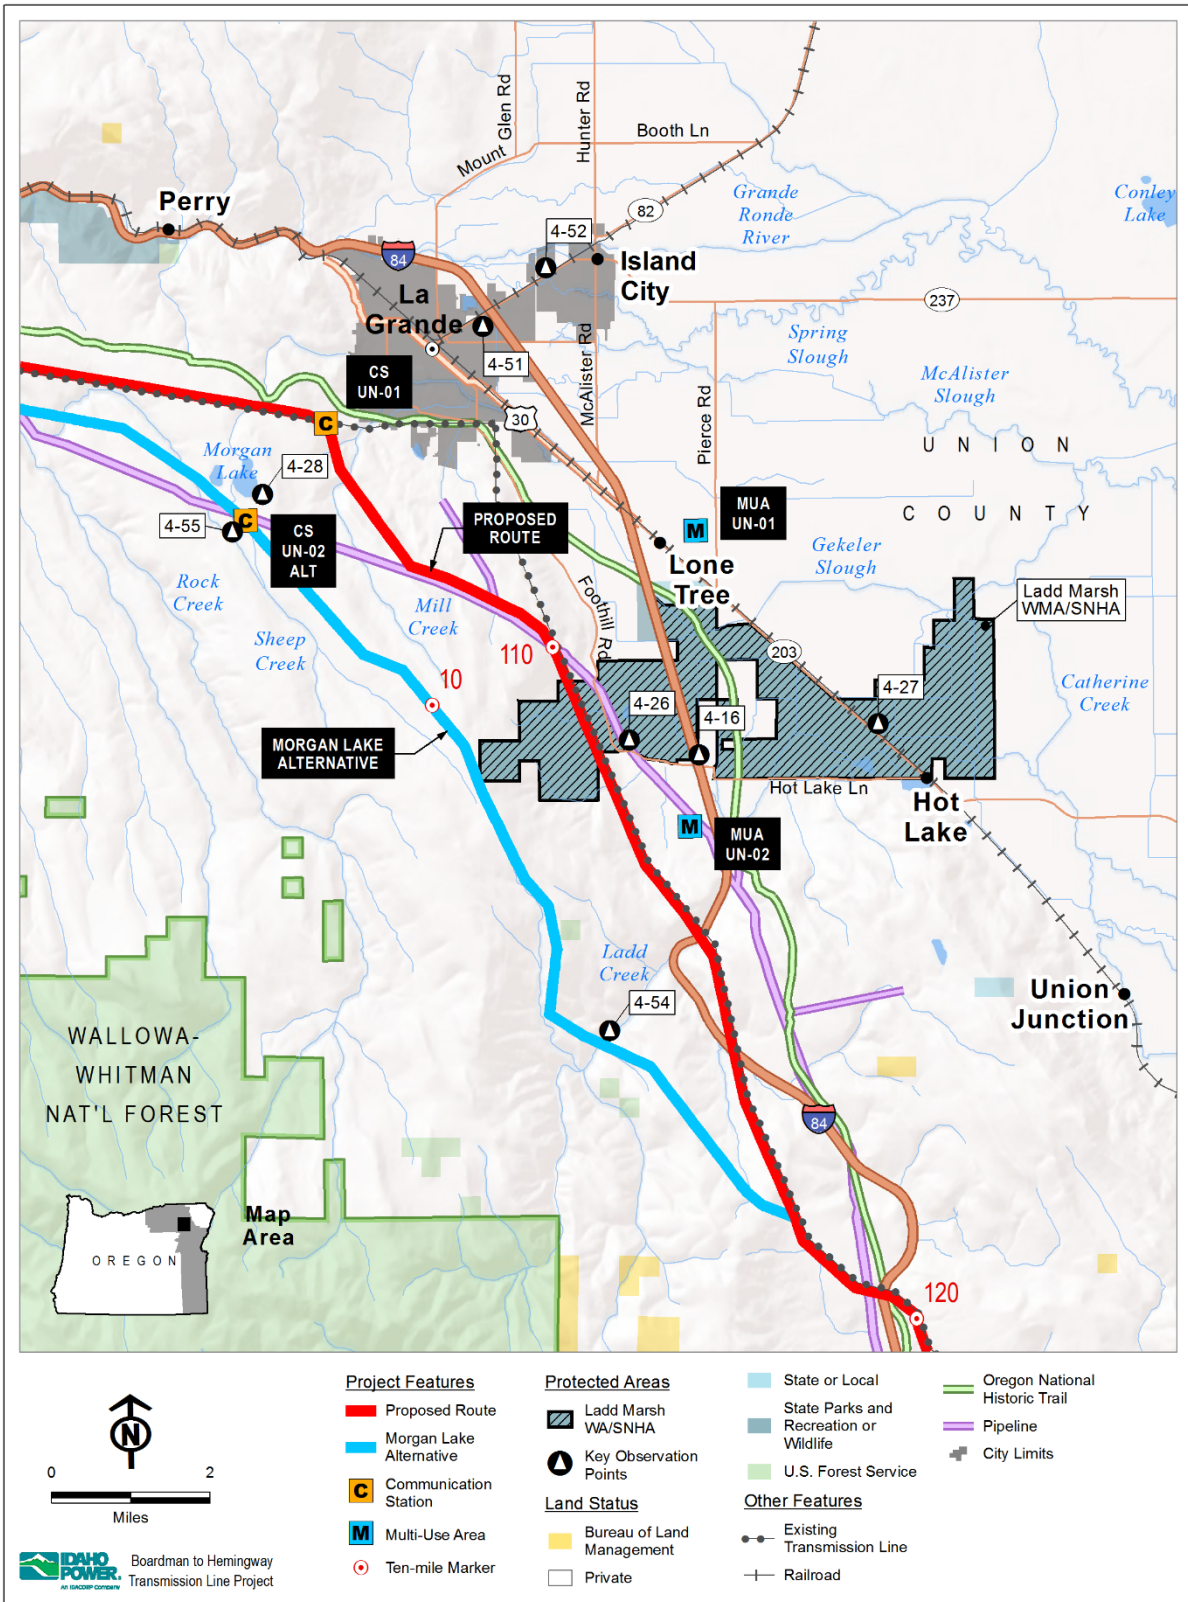 Mount
Glen Rd
Hunter Rd
Booth Ln
Perry
82
Grande
Ronde
River
Conley
Lake
4-52
84
Island
City
La
Grande
237
4-51
McAlister Rd
Spring
Slough
CS
UN-01
McAlister
Slough
30
Pierce Rd
UNION
COUNTY
Morgan
Lake
4-28
4-55
CS
UN-02
ALT
PROPOSED
ROUTE
MUA
UN-01
Gekeler
Slough
Lone
Tree
Rock
Creek
Mill
Creek
Foothill Rd
Ladd Marsh
WMA/SNHA
Sheep
Creek
110
203
10
4-26
4-27
4-16
Catherine
Creek
MORGAN LAKE
ALTERNATIVE
Hot Lake Ln
Hot
Lake
MUA
UN-02
Ladd
Creek
4-54
Union
Junction
WALLOWA-
WHITMAN
NAT'L FOREST
84
Map
Area
OREGON
120
N
0 2
Miles
IDAHO
POWER®
An IDACORP Company
Boardman to Hemingway
Transmission Line Project
Project Features
Proposed Route
Morgan Lake
Alternative
C
Communication
Station
M
Multi-Use Area
Ten-mile Marker
Protected Areas
Ladd Marsh
WA/SNHA
Key Observation
Points
Land Status
Bureau of Land
Management
Private
State or Local
State Parks and
Recreation or
Wildlife
U.S. Forest Service
Other Features
Existing
Transmission Line
Railroad
Oregon National
Historic Trail
Pipeline
City Limits
C
C
M
M